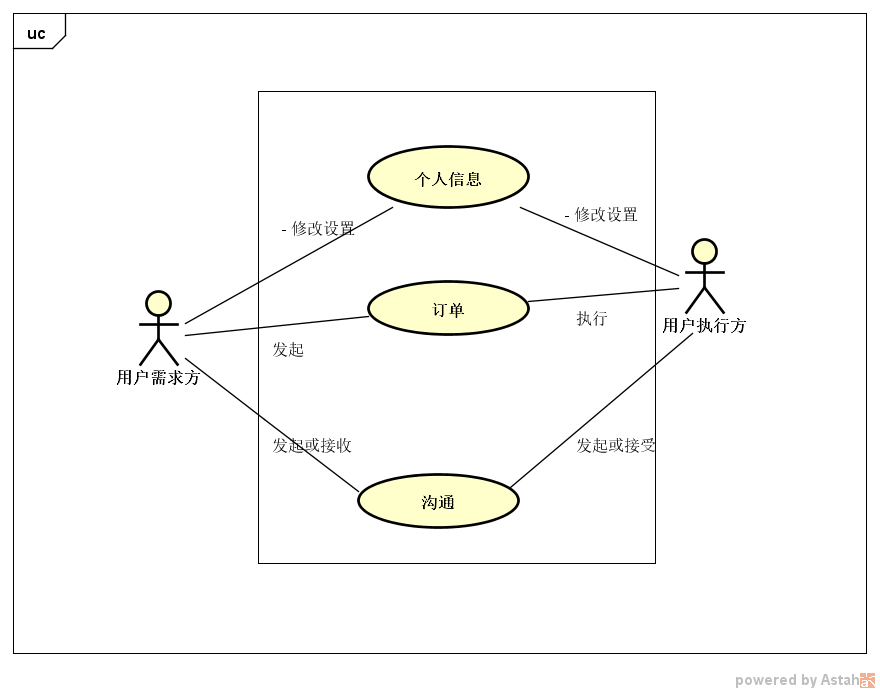 uc
个人信息
- 修改设置
- 修改设置
订单
用户执行方
执行
发起
用户需求方
发起或接收
发起或接受
沟通
powered by Astah